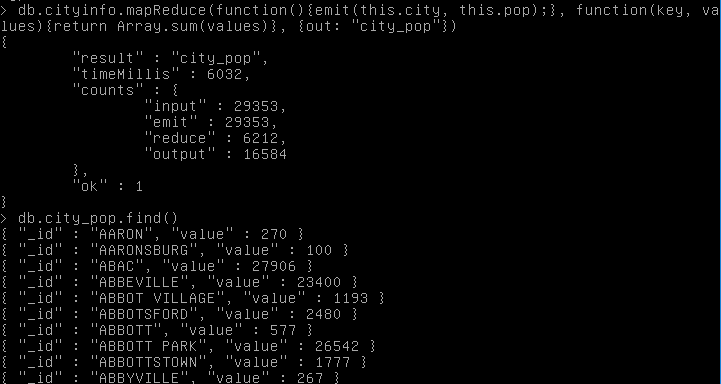 > db.cityinfo.mapReduce(function(){emit(this.city, this.pop);}, function(key, va
lues){return Array.sum(values)}, {out: "city_pop"})
{
        "result" : "city_pop",
        "timeMillis" : 6032,
        "counts" : {
                "input" : 29353,
                "emit" : 29353,
                "reduce" : 6212,
                "output" : 16584
        },
        "ok" : 1
}
> db.city_pop.find()
{ "_id" : "AARON", "value" : 270 }
{ "_id" : "AARONSBURG", "value" : 100 }
{ "_id" : "ABAC", "value" : 27906 }
{ "_id" : "ABBEVILLE", "value" : 23400 }
{ "_id" : "ABBOT VILLAGE", "value" : 1193 }
{ "_id" : "ABBOTSFORD", "value" : 2480 }
{ "_id" : "ABBOTT", "value" : 577 }
{ "_id" : "ABBOTT PARK", "value" : 26542 }
{ "_id" : "ABBOTTSTOWN", "value" : 1777 }
{ "_id" : "ABBYVILLE", "value" : 267 }